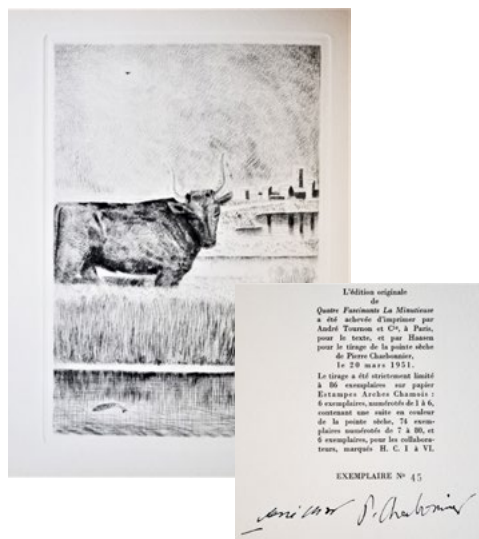 L'édition originale
de
Quatre Fascinants La Minutieuse
a été achevée d'imprimer par
André Tournon et Cie, à Paris,
pour le texte, et par Haasen
pour le tirage de la pointe sèche
de Pierre Charbonnier,
le 20 mars 1951.
Le tirage a été strictement limité
à 86 exemplaires sur papier
Estampes Arches Chamois :
6 exemplaires, numérotés de 1 à 6,
contenant une suite en couleur
de la pointe sèche, 74 exem-
plaires numérotés de 7 à 80, et
6 exemplaires, pour les collabora-
teurs, marqués H. C. I à VI.
EXEMPLAIRE No 45
René Char P. Charbonnier